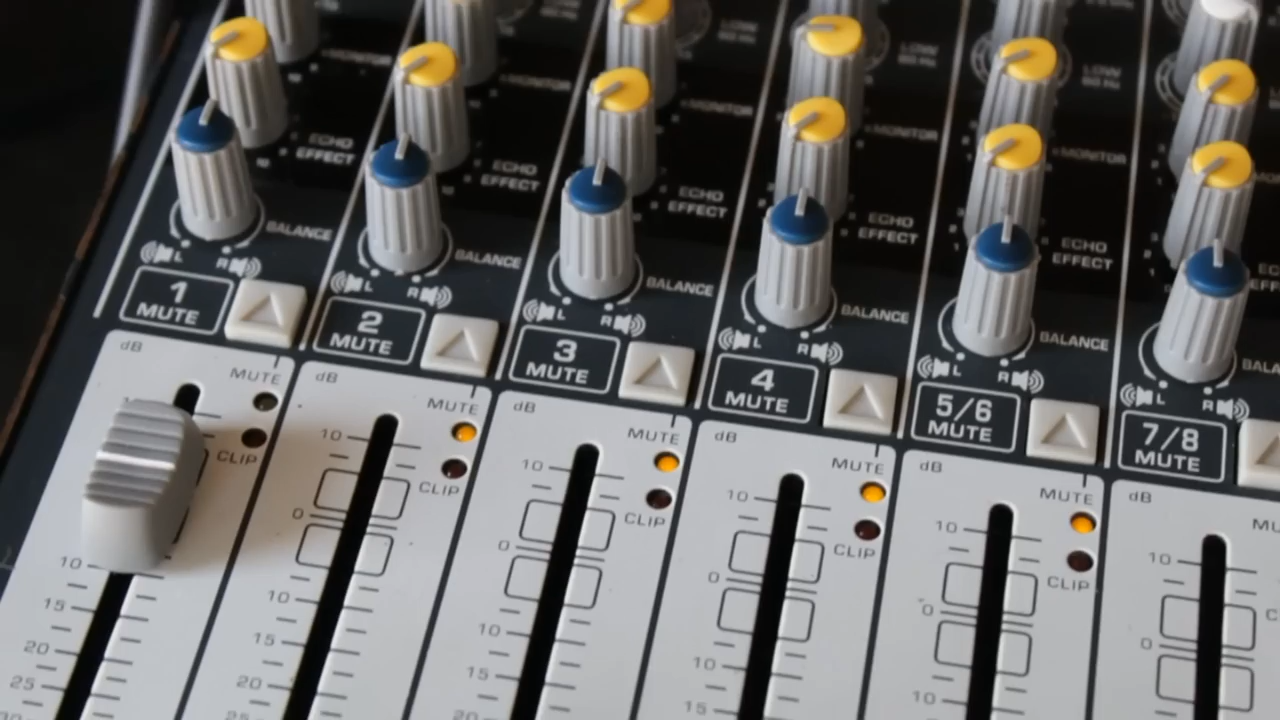 LOW
LOW
LOW
MONITOR
MONITOR
MONITOR
MONITOR
MONITOR
ECHO
EFFECT
ECHO
EFFECT
ECHO
EFFECT
ECHO
EFFECT
ECHO
EFFECT
BALANCE
BALANCE
BALANCE
BALANCE
BALANCE
L R
L R
L R
L R
L R
L R
1
MUTE
2
MUTE
3
MUTE
4
MUTE
5/6
MUTE
7/8
MUTE
dB
MUTE
CLIP
10
15
20
25
dB
MUTE
10
CLIP
0
10
15
20
25
dB
MUTE
10
CLIP
0
10
15
20
dB
MUTE
10
CLIP
0
10
15
dB
MUTE
10
CLIP
0
10
dB
10
0